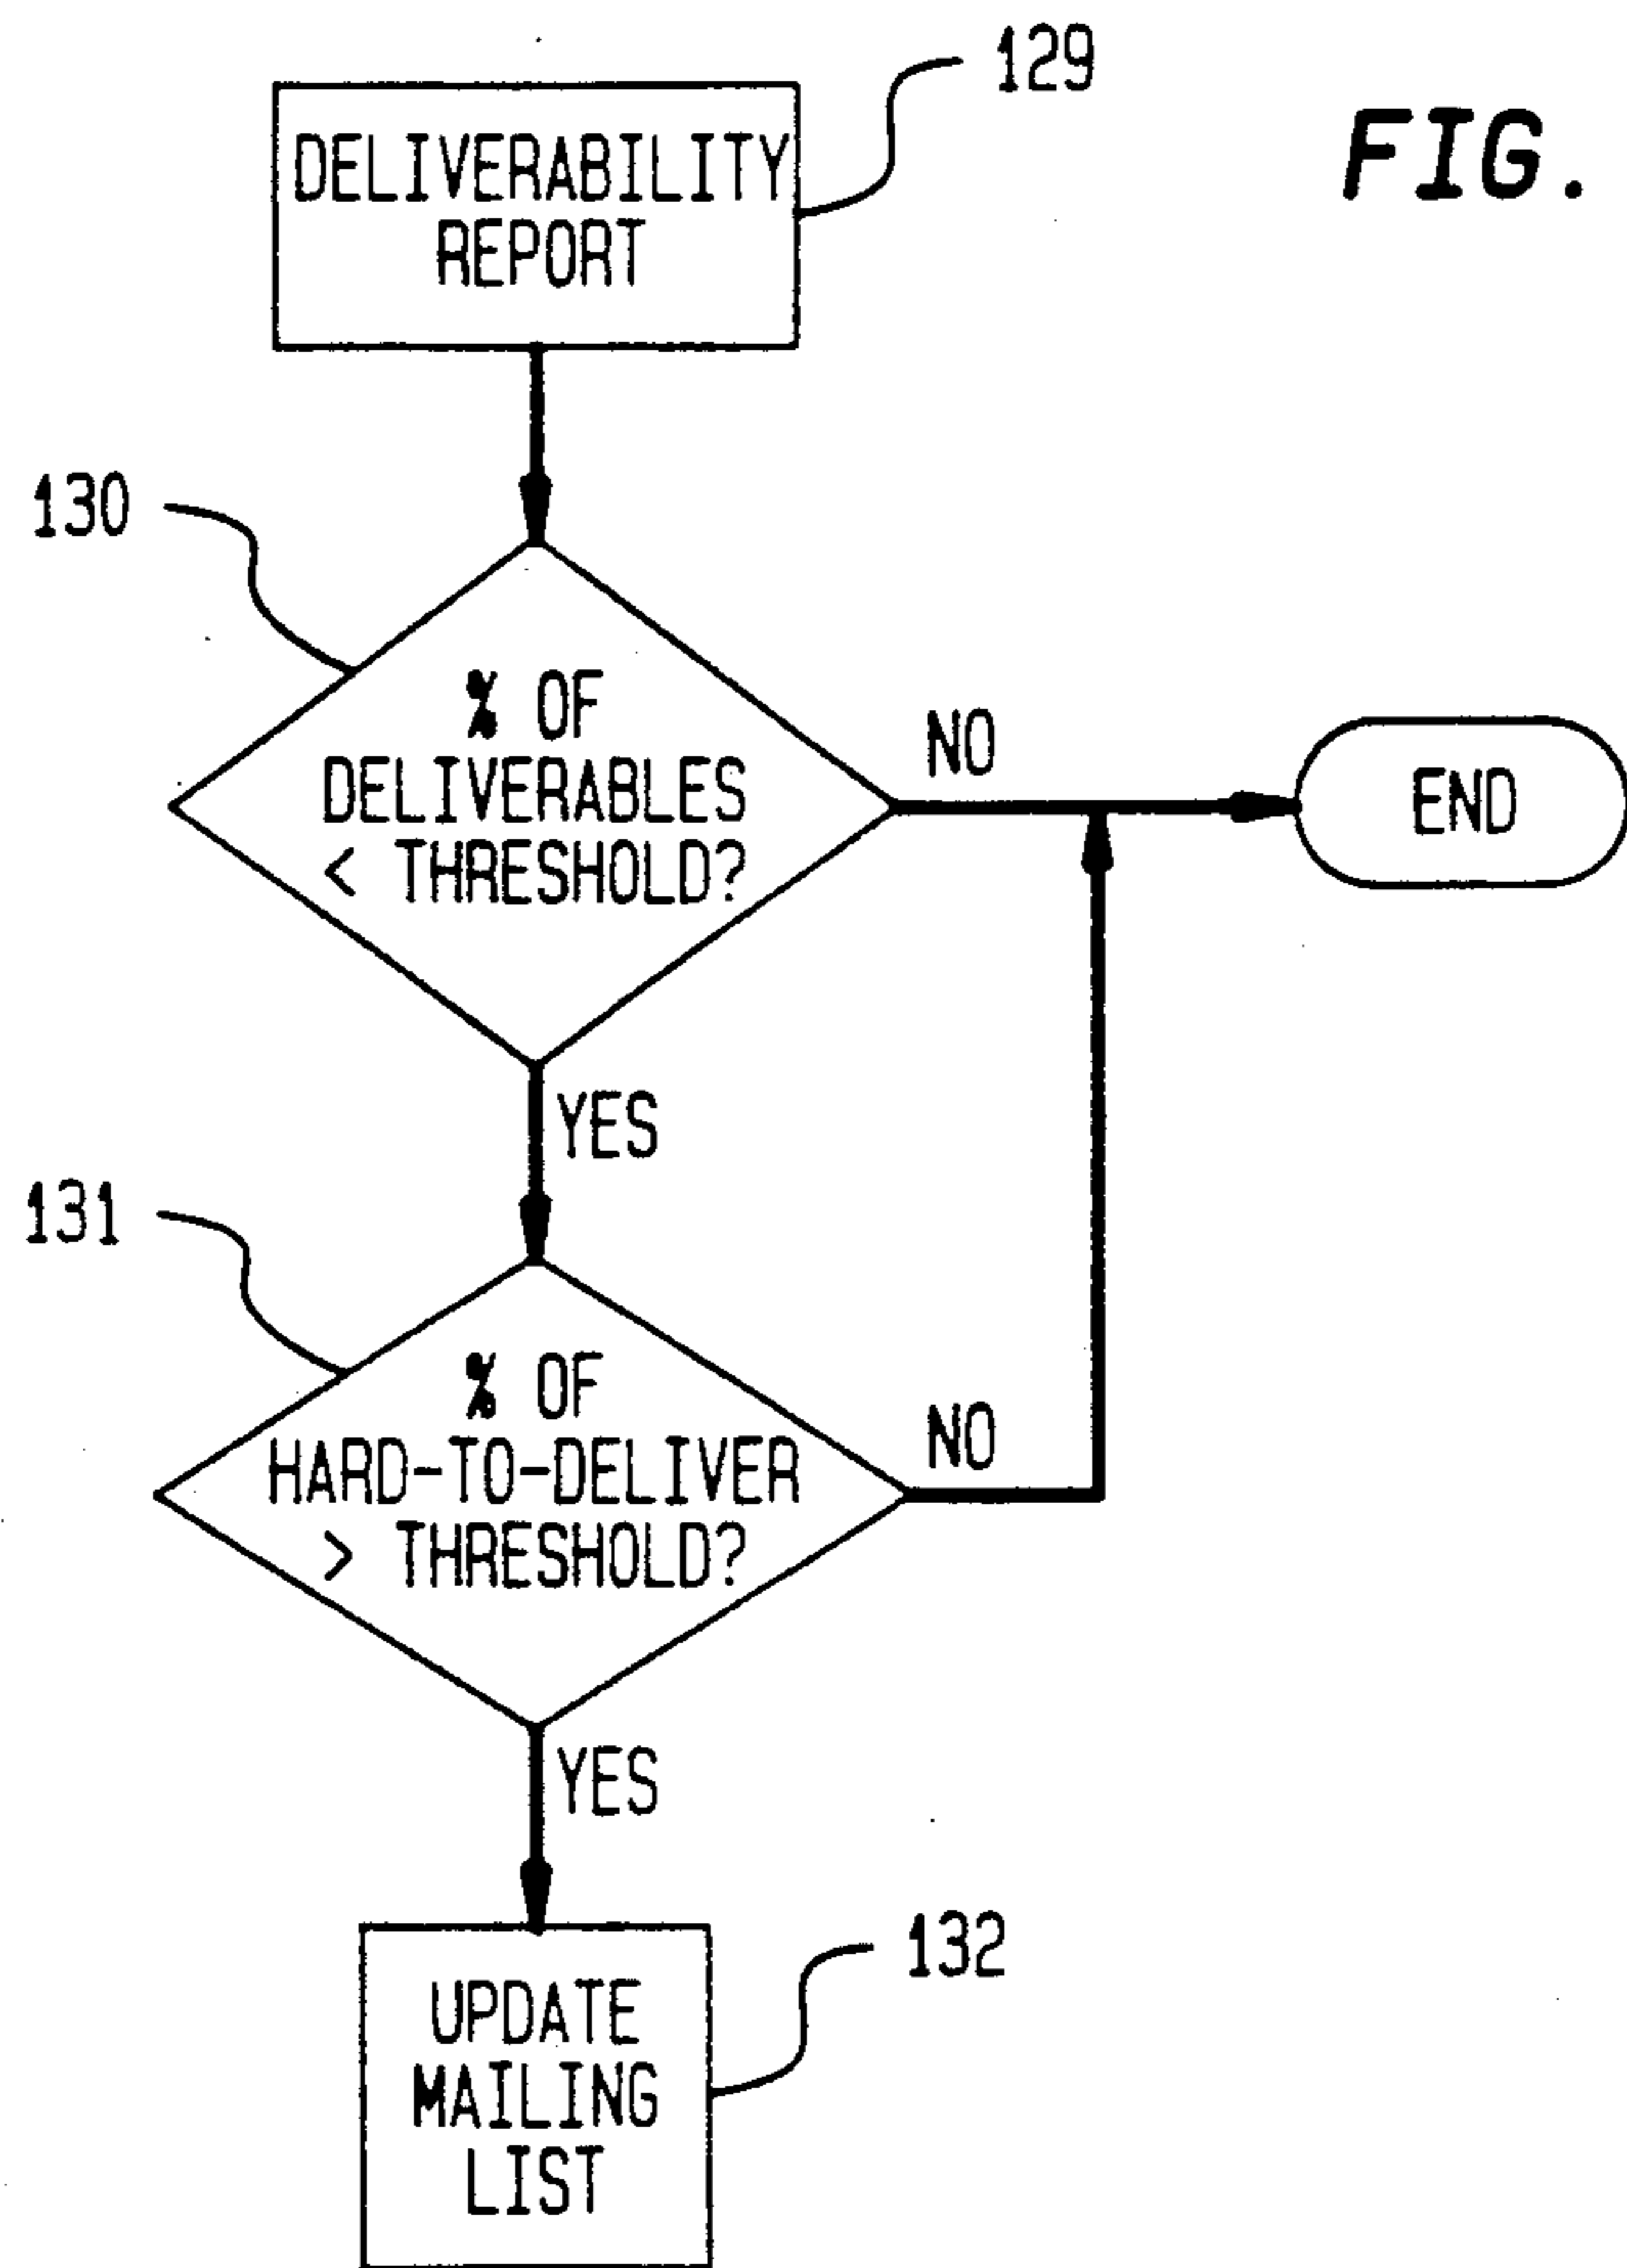 129
FIG.
DELIVERABILITY
REPORT
130
% OF
DELIVERABLES
< THRESHOLD?
NO
END
YES
131
% OF
HARD-TO-DELIVER
> THRESHOLD?
NO
YES
132
UPDATE
MAILING
LIST